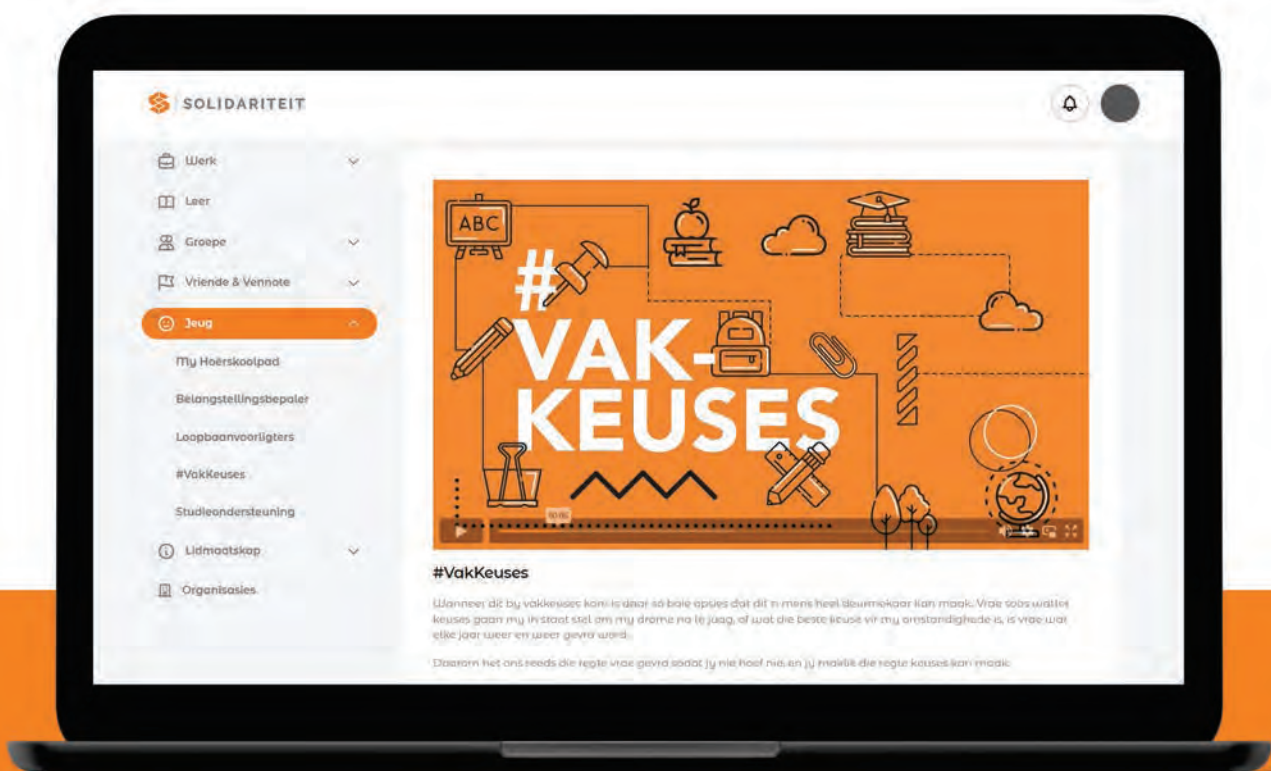 SOLIDARITEIT
Werk
Leer
Groepe
Vriende & Vennote
Jeug
My Hoërskoolpad
Belangstellingsbepaler
Loopbaanvoorligters
#VakKeuses
Studieondersteuning
Lidmaatskap
Organisasies
ABC
#
VAK-
KEUSES
00:06
#VakKeuses
Wanneer dit by vakkeuses kom is daar só baie opsies dat dit 'n mens heel deurmekaar kan maak. Vrae soos watter
keuses gaan my in staat stel om my drome na te jaag, of wat die beste keuse vir my omstandighede is, is vrae wat
elke jaar weer en weer gevra word.
Daarom het ons reeds die regte vrae gevra sodat jy nie hoef nie, en jy maklik die regte keuses kan maak.